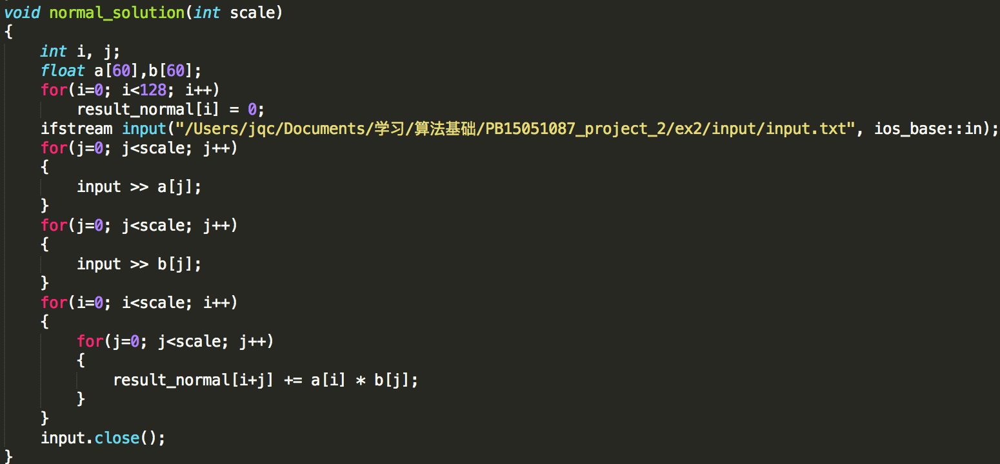 void normal_solution(int scale)
{
    int i, j;
    float a[60],b[60];
    for(i=0; i<128; i++)
        result_normal[i] = 0;
    ifstream input("/Users/jqc/Documents/学习/算法基础/PB15051087_project_2/ex2/input/input.txt", ios_base::in);
    for(j=0; j<scale; j++)
    {
        input >> a[j];
    }
    for(j=0; j<scale; j++)
    {
        input >> b[j];
    }
    for(i=0; i<scale; i++)
    {
        for(j=0; j<scale; j++)
        {
            result_normal[i+j] += a[i] * b[j];
        }
    }
    input.close();
}